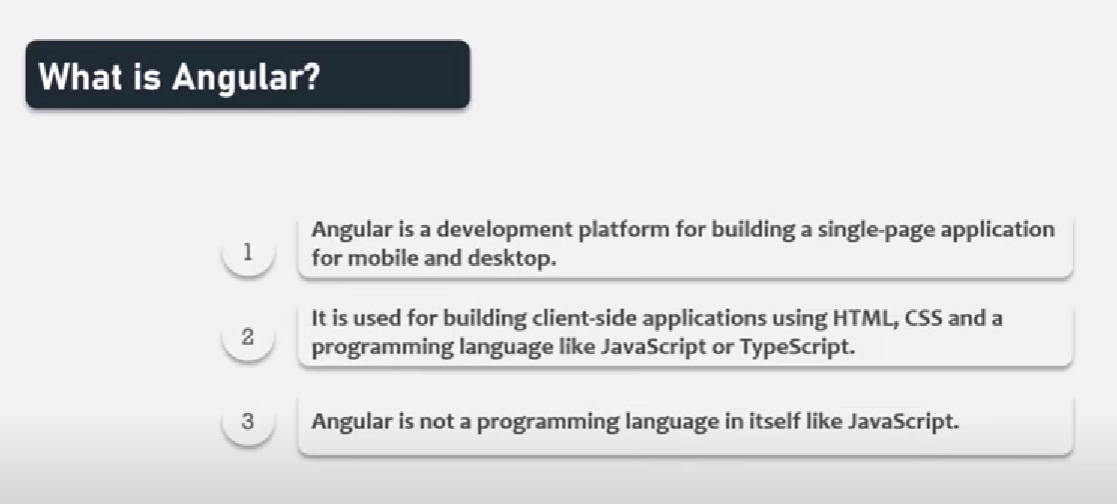 What is Angular?
1
Angular is a development platform for building a single-page application
for mobile and desktop.
2
It is used for building client-side applications using HTML, CSS and a
programming language like JavaScript or TypeScript.
3
Angular is not a programming language in itself like JavaScript.